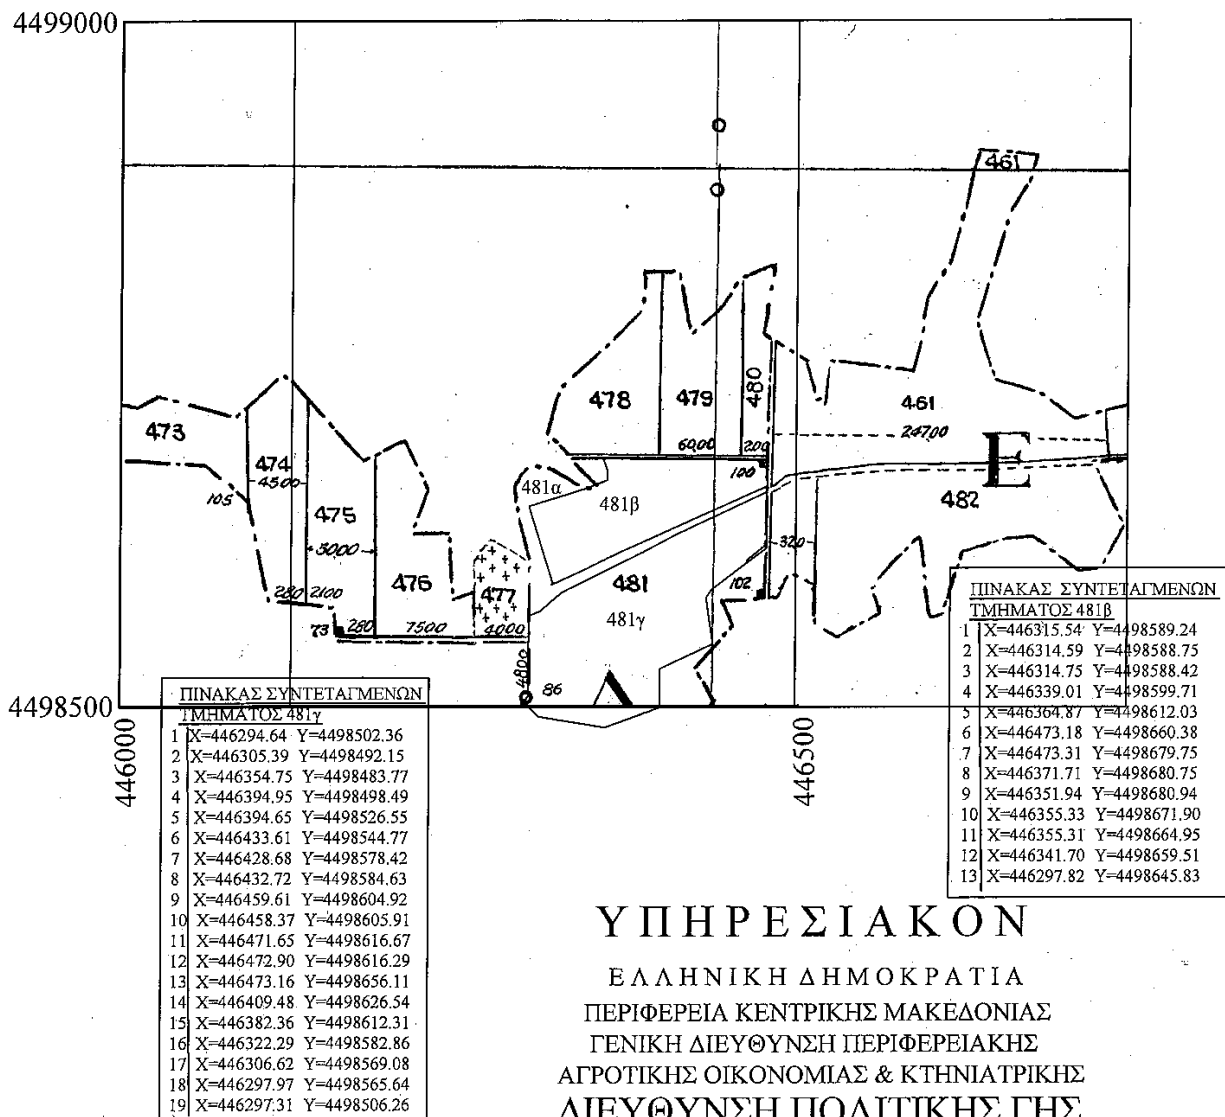 4499000
461
478
479
480
461
473
6000
200
24700
474
4500
481α
100
Ε
105
481β
482
475
3000
320
476
477
481
102
280
2100
481γ
73
280
7500
4000
4800
86
4498500
446000
446500
ΠΙΝΑΚΑΣ ΣΥΝΤΕΤΑΓΜΕΝΩΝ
ΤΜΗΜΑΤΟΣ 481β
1 X=446315.54 Y=4498589.24
2 X=446314.59 Y=4498588.75
3 X=446314.75 Y=4498588.42
4 X=446339.01 Y=4498599.71
5 X=446364.87 Y=4498612.03
6 X=446473.18 Y=4498660.38
7 X=446473.31 Y=4498679.75
8 X=446371.71 Y=4498680.75
9 X=446351.94 Y=4498680.94
10 X=446355.33 Y=4498671.90
11 X=446355.31 Y=4498664.95
12 X=446341.70 Y=4498659.51
13 X=446297.82 Y=4498645.83
ΠΙΝΑΚΑΣ ΣΥΝΤΕΤΑΓΜΕΝΩΝ
ΤΜΗΜΑΤΟΣ 481γ
1 X=446294.64 Y=4498502.36
2 X=446305.39 Y=4498492.15
3 X=446354.75 Y=4498483.77
4 X=446394.95 Y=4498498.49
5 X=446394.65 Y=4498526.55
6 X=446433.61 Y=4498544.77
7 X=446428.68 Y=4498578.42
8 X=446432.72 Y=4498584.63
9 X=446459.61 Y=4498604.92
10 X=446458.37 Y=4498605.91
11 X=446471.65 Y=4498616.67
12 X=446472.90 Y=4498616.29
13 X=446473.16 Y=4498656.11
14 X=446409.48 Y=4498626.54
15 X=446382.36 Y=4498612.31
16 X=446322.29 Y=4498582.86
17 X=446306.62 Y=4498569.08
18 X=446297.97 Y=4498565.64
19 X=446297.31 Y=4498506.26
ΥΠΗΡΕΣΙΑΚΟΝ
ΕΛΛΗΝΙΚΗ ΔΗΜΟΚΡΑΤΙΑ
ΠΕΡΙΦΕΡΕΙΑ ΚΕΝΤΡΙΚΗΣ ΜΑΚΕΔΟΝΙΑΣ
ΓΕΝΙΚΗ ΔΙΕΥΘΥΝΣΗ ΠΕΡΙΦΕΡΕΙΑΚΗΣ
ΑΓΡΟΤΙΚΗΣ ΟΙΚΟΝΟΜΙΑΣ & ΚΤΗΝΙΑΤΡΙΚΗΣ
ΔΙΕΥΘΥΝΣΗ ΠΟΛΙΤΙΚΗΣ ΓΗΣ